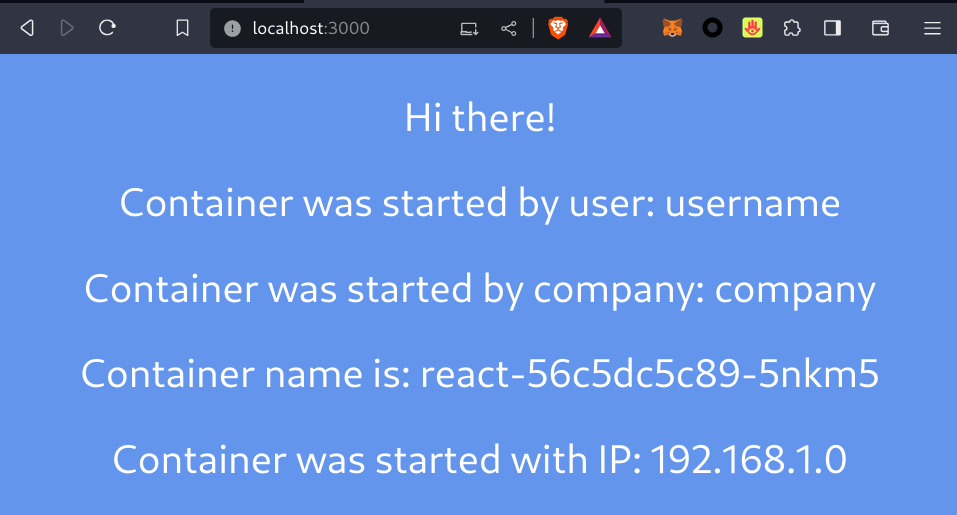 localhost:3000
Hi there!
Container was started by user: username
Container was started by company: company
Container name is: react-56c5dc5c89-5nkm5
Container was started with IP: 192.168.1.0